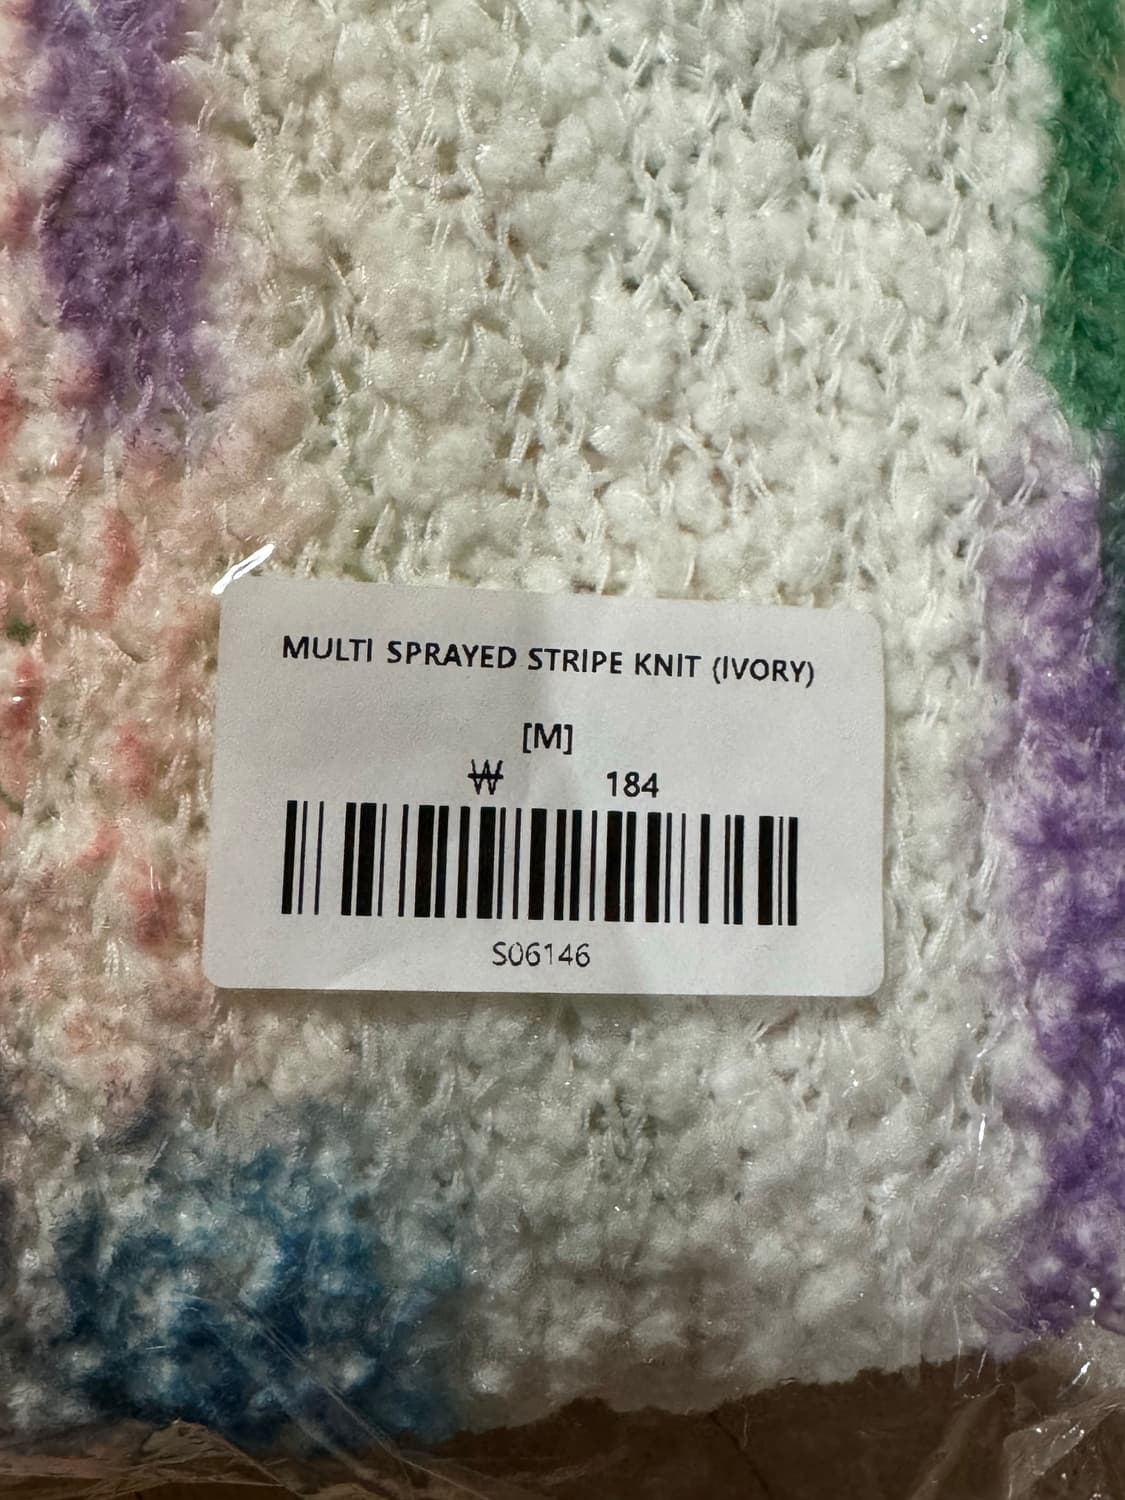 MULTI SPRAYED STRIPE KNIT (IVORY)
[M]
₩ 184
S06146